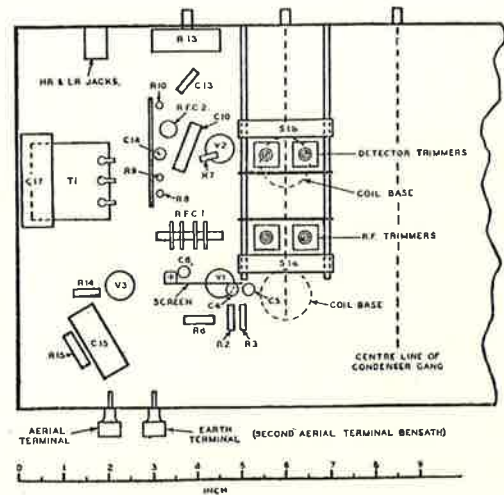 R13
HR & LR JACKS,
C13
R10
R.F.C 2.
C10
S1b
V2
C14
DETECTOR TRIMMERS
C17
T1
H7
R9
COIL BASE
R8
RFC1
R.F. TRIMMERS
C6,
S1a
R14
V3
V1
SCREEN
C4
C5
COIL BASE
R6
R2
R3
C15
R15
CENTRE LINE OF
CONDENSER GANG
AERIAL
TERMINAL
EARTH
TERMINAL
(SECOND AERIAL TERMINAL BENEATH)
0 1 2 3 4 5 6 7 8 9
INCH